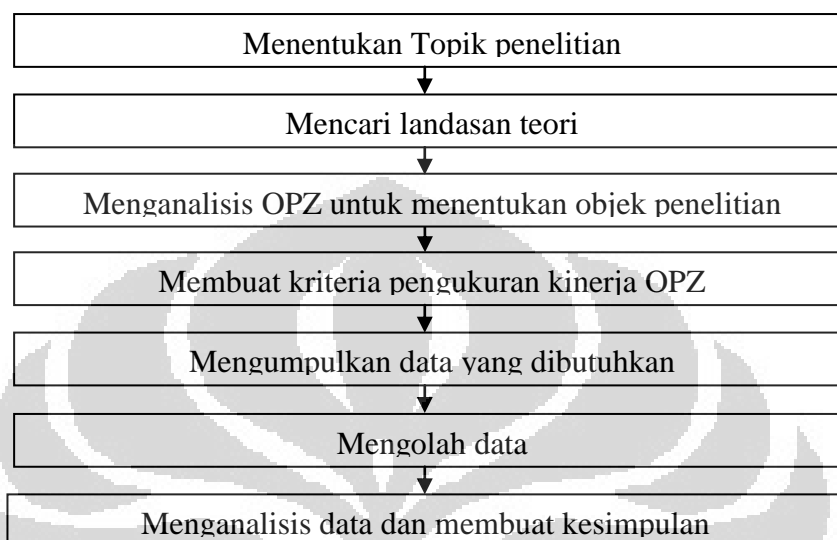 Menentukan Topik penelitian
Mencari landasan teori
Menganalisis OPZ untuk menentukan objek penelitian
Membuat kriteria pengukuran kinerja OPZ
Mengumpulkan data yang dibutuhkan
Mengolah data
Menganalisis data dan membuat kesimpulan